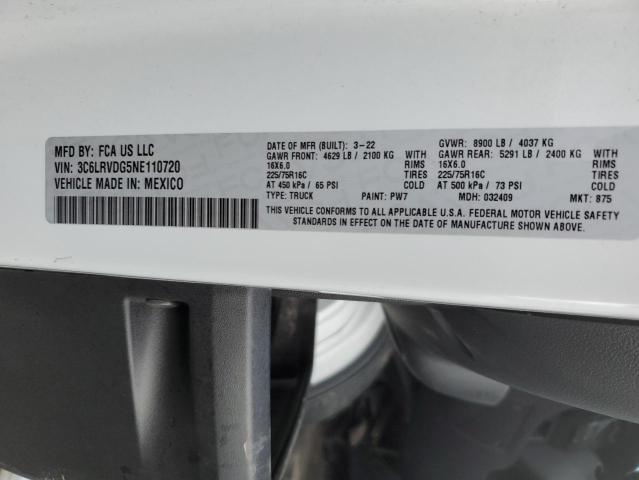 MFD BY: FCA US LLC
VIN: 3C6LRVDG5NE110720
VEHICLE MADE IN: MEXICO
DATE OF MFR (BUILT): 3-22 GVWR: 8900 LB / 4037 KG
GAWR FRONT: 4629 LB / 2100 KG WITH GAWR REAR: 5291 LB / 2400 KG WITH
16X6.0 RIMS 16X6.0 RIMS
225/75R16C TIRES 225/75R16C TIRES
AT 450 kPa / 65 PSI AT 500 kPa / 73 PSI COLD
TYPE: TRUCK PAINT: PW7 MDH: 032409 MKT: 875
THIS VEHICLE CONFORMS TO ALL APPLICABLE U.S.A. FEDERAL MOTOR VEHICLE SAFETY
STANDARDS IN EFFECT ON THE DATE OF MANUFACTURE SHOWN ABOVE.